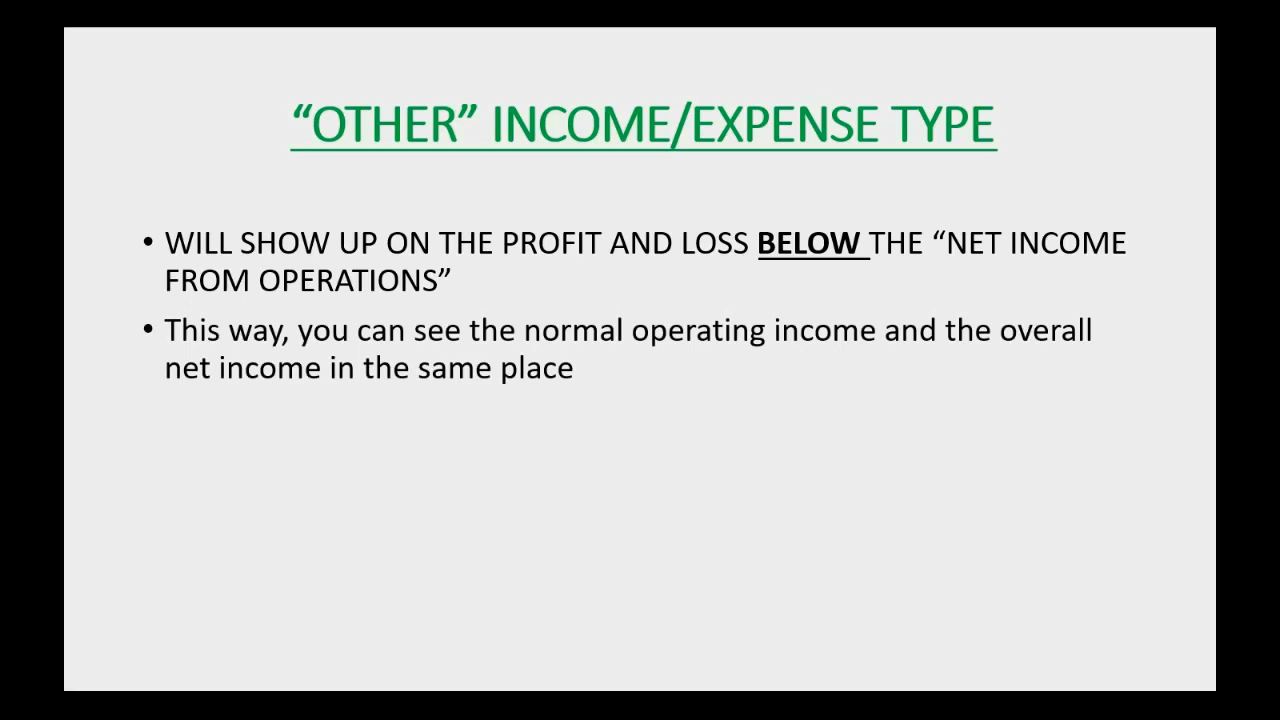 “OTHER” INCOME/EXPENSE TYPE
• WILL SHOW UP ON THE PROFIT AND LOSS BELOW THE “NET INCOME
FROM OPERATIONS”
• This way, you can see the normal operating income and the overall
net income in the same place